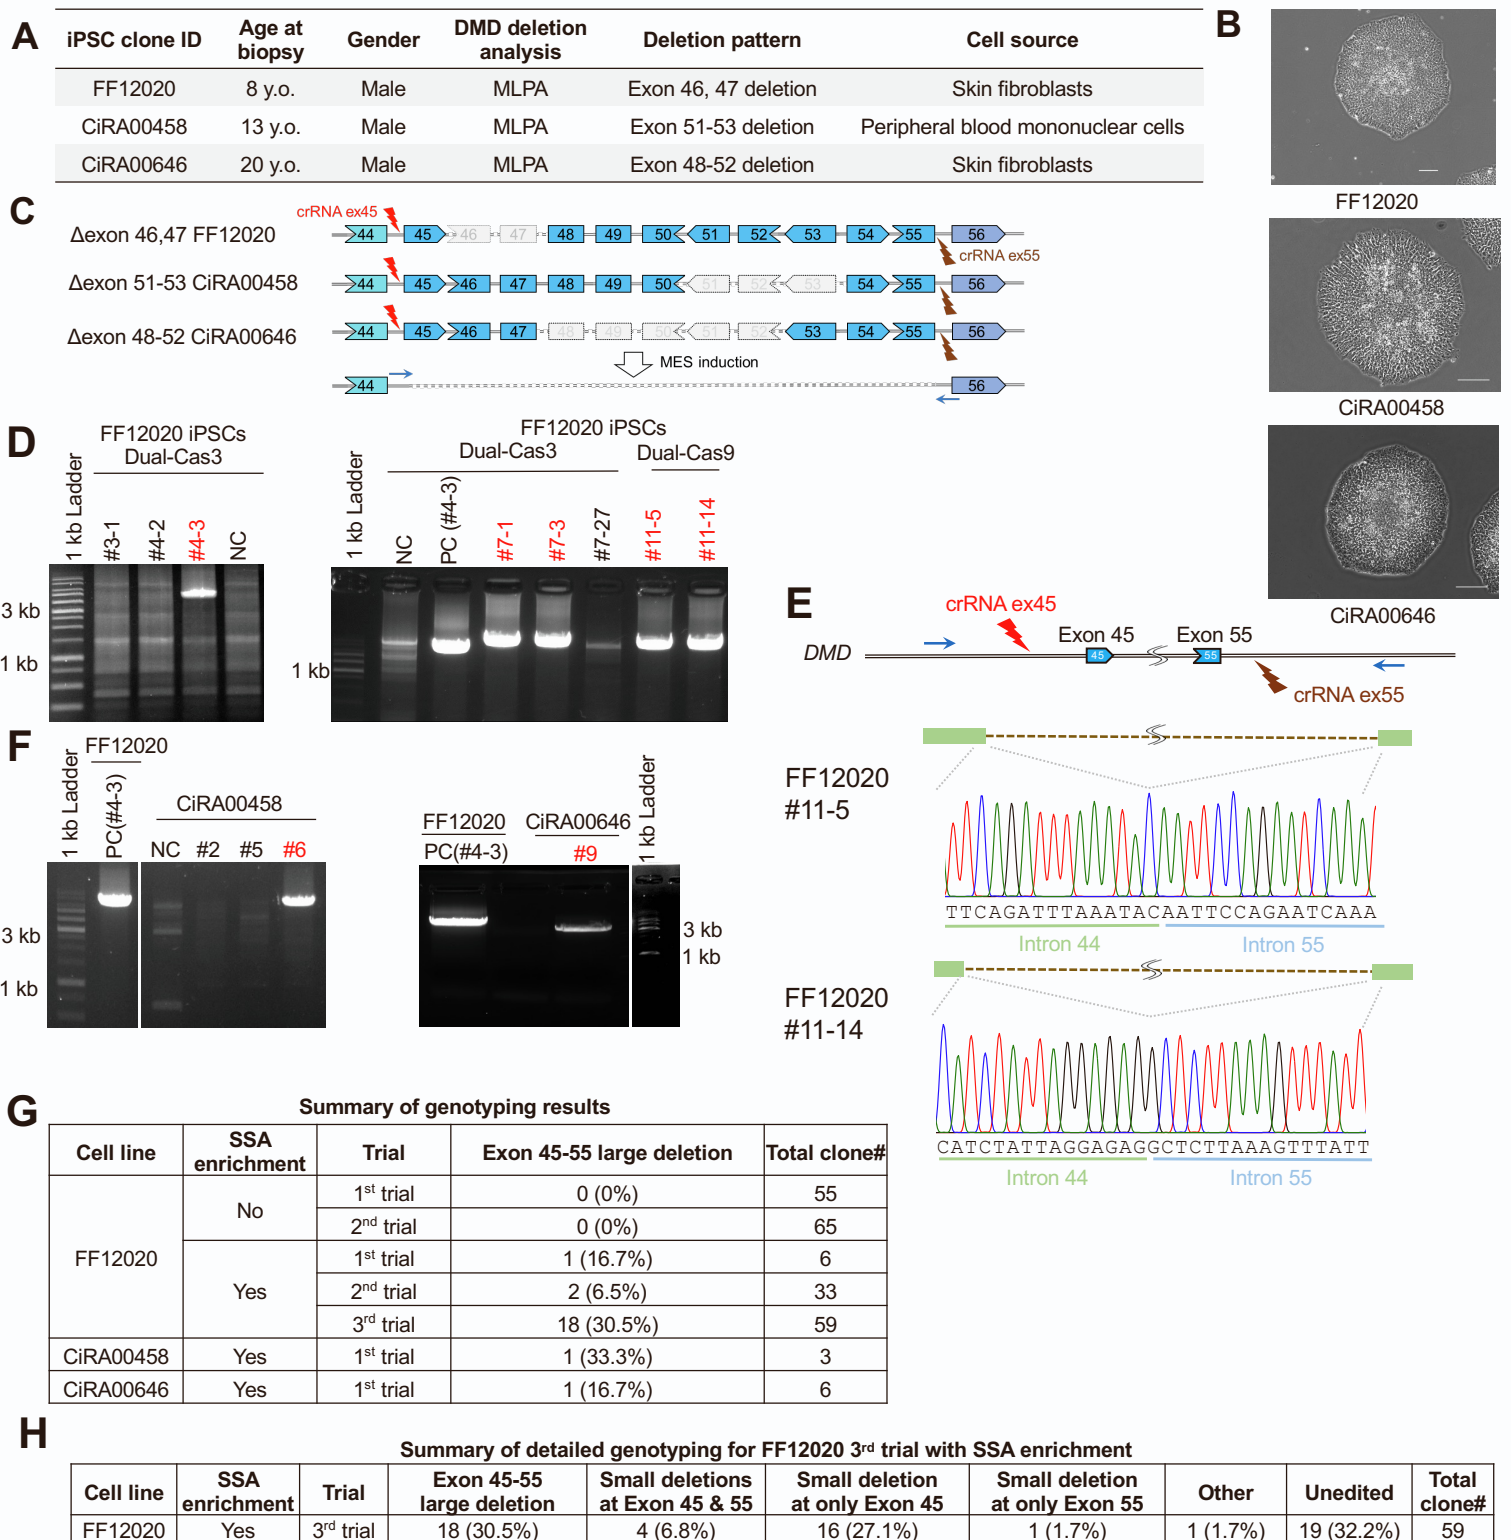 A
iPSC clone ID	Age at biopsy	Gender	DMD deletion analysis	Deletion pattern	Cell source
FF12020	8 y.o.	Male	MLPA	Exon 46, 47 deletion	Skin fibroblasts
CiRA00458	13 y.o.	Male	MLPA	Exon 51-53 deletion	Peripheral blood mononuclear cells
CiRA00646	20 y.o.	Male	MLPA	Exon 48-52 deletion	Skin fibroblasts
B
FF12020
CiRA00458
CiRA00646
C
crRNA ex45
Δexon 46,47 FF12020 44 45 46 47 48 49 50 51 52 53 54 55 56
crRNA ex55
Δexon 51-53 CiRA00458 44 45 46 47 48 49 50 51 52 53 54 55 56
Δexon 48-52 CiRA00646 44 45 46 47 48 49 50 51 52 53 54 55 56
MES induction
44 56
D
FF12020 iPSCs
Dual-Cas3
1 kb Ladder #3-1 #4-2 #4-3 NC
3 kb
1 kb
FF12020 iPSCs
Dual-Cas3 Dual-Cas9
1 kb Ladder NC PC (#4-3) #7-1 #7-3 #7-27 #11-5 #11-14
1 kb
E
crRNA ex45
Exon 45 Exon 55
DMD 45 55
crRNA ex55
FF12020
#11-5
TTCAGATTTAAATACAATTCCAGAATCAAA
Intron 44 Intron 55
FF12020
#11-14
CATCTATTAGGAGAGGCTCTTAAAGTTTATT
Intron 44 Intron 55
F
FF12020
1 kb Ladder PC(#4-3)
CiRA00458
NC #2 #5 #6
3 kb
1 kb
FF12020 CiRA00646
PC(#4-3) #9 1 kb Ladder
3 kb
1 kb
G
Summary of genotyping results
Cell line	SSA enrichment	Trial	Exon 45-55 large deletion	Total clone#
FF12020	No	1st trial	0 (0%)	55
2nd trial	0 (0%)	65
Yes	1st trial	1 (16.7%)	6
2nd trial	2 (6.5%)	33
3rd trial	18 (30.5%)	59
CiRA00458	Yes	1st trial	1 (33.3%)	3
CiRA00646	Yes	1st trial	1 (16.7%)	6
H
Summary of detailed genotyping for FF12020 3rd trial with SSA enrichment
Cell line	SSA enrichment	Trial	Exon 45-55 large deletion	Small deletions at Exon 45 & 55	Small deletion at only Exon 45	Small deletion at only Exon 55	Other	Unedited	Total clone#
FF12020	Yes	3rd trial	18 (30.5%)	4 (6.8%)	16 (27.1%)	1 (1.7%)	1 (1.7%)	19 (32.2%)	59